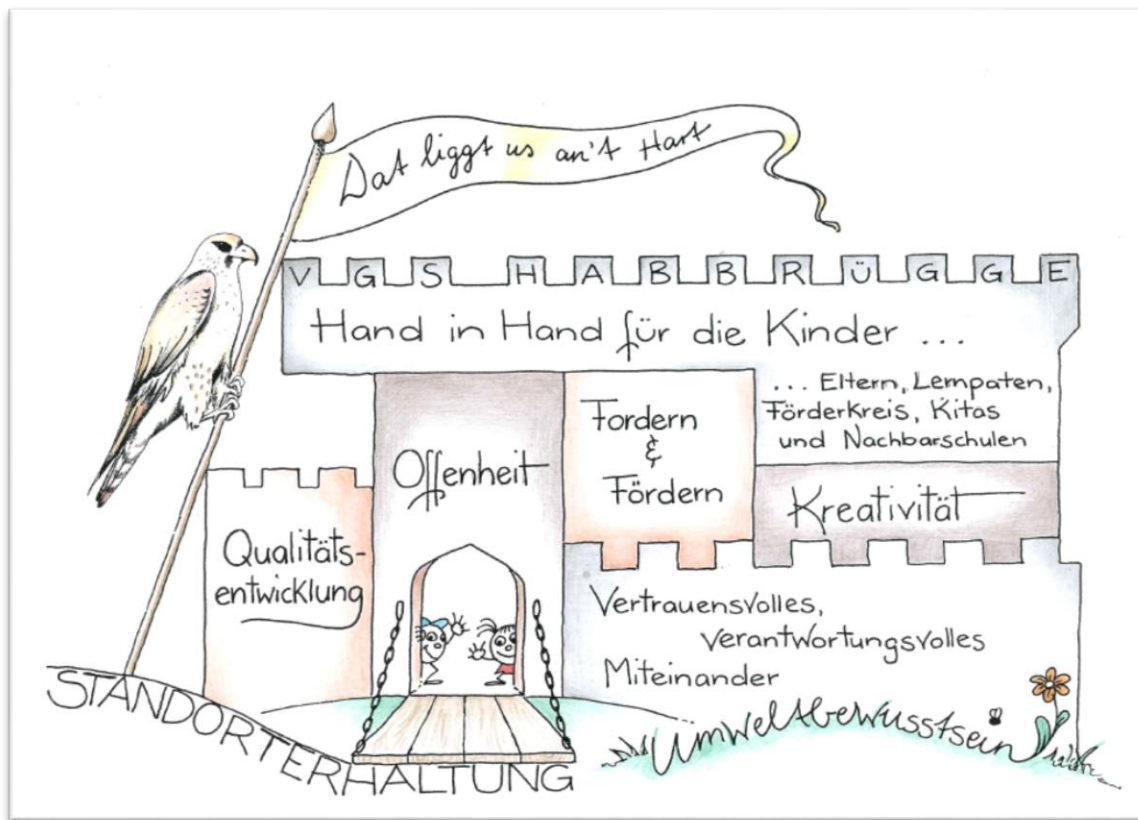 Dat liggt us an't Hart
VGS HABBRÜGGE
Hand in Hand für die Kinder ...
... Eltern, Lernpaten,
Förderkreis, Kitas
und Nachbarschulen
Fordern
&
Fördern
Offenheit
Kreativität
Qualitäts-
entwicklung
Vertrauensvolles,
verantwortungsvolles
Miteinander
Umweltbewusstsein
STANDORTERHALTUNG